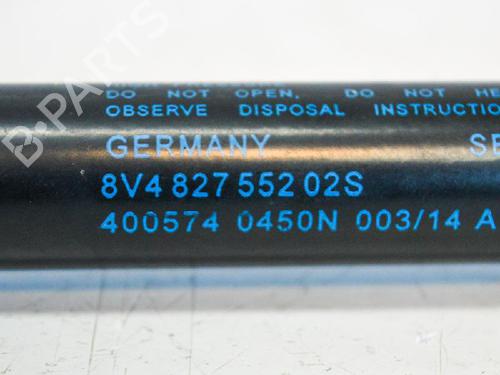 DO NOT OPEN, DO NOT HE
OBSERVE DISPOSAL INSTRUCTIO
GERMANY SE
8V4 827 552 02S
400574 0450N 003/14 A
B-PARTS